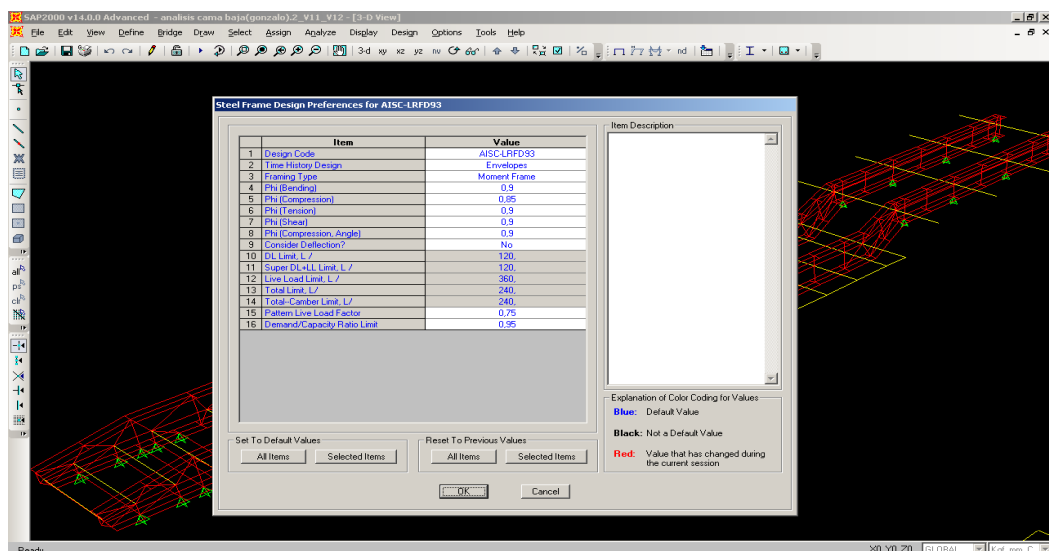 SAP2000 v14.0.0 Advanced - analisis cama baja(gonzalo).2_V11_V12 - [3-D View]
File Edit View Define Bridge Draw Select Assign Analyze Display Design Options Tools Help
3-d xy xz yz nv nd
Steel Frame Design Preferences for AISC-LRFD93
Item Value
1 Design Code AISC-LRFD93
2 Time History Design Envelopes
3 Framing Type Moment Frame
4 Phi (Bending) 0,9
5 Phi (Compression) 0,85
6 Phi (Tension) 0,9
7 Phi (Shear) 0,9
8 Phi (Compression, Angle) 0,9
9 Consider Deflection? No
10 DL Limit, L / 120,
11 Super DL+LL Limit, L / 120,
12 Live Load Limit, L / 360,
13 Total Limit, L/ 240,
14 Total--Camber Limit, L/ 240,
15 Pattern Live Load Factor 0,75
16 Demand/Capacity Ratio Limit 0,95
Item Description
Explanation of Color Coding for Values
Blue: Default Value
Black: Not a Default Value
Red: Value that has changed during
the current session
Set To Default Values
All Items Selected Items
Reset To Previous Values
All Items Selected Items
OK Cancel
all
ps
clr
Ready
X0 Y0 Z0 GLOBAL Kgf, mm, C